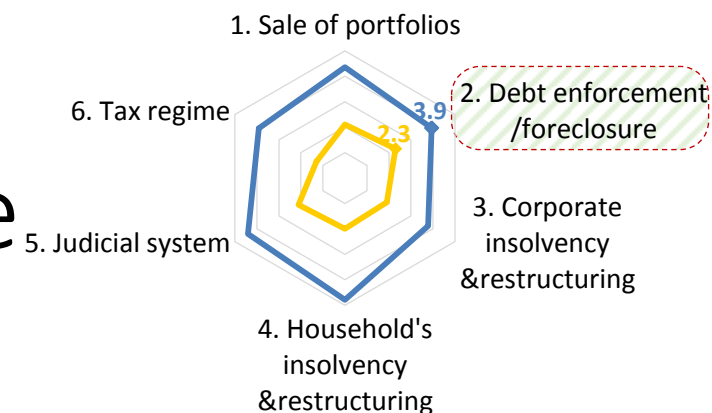 1. Sale of portfolios
6. Tax regime
3.9
2. Debt enforcement
/foreclosure
2.3
e
5. Judicial system
3. Corporate
insolvency
&restructuring
4. Household's
insolvency
&restructuring